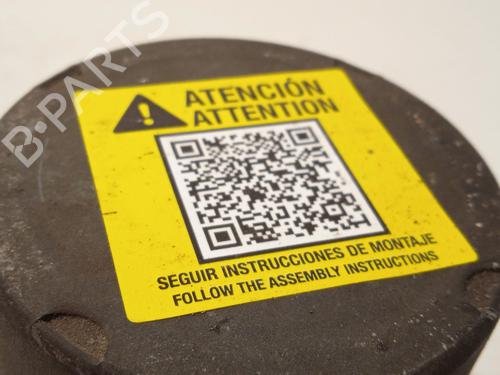 ATENCIÓN
ATTENTION
SEGUIR INSTRUCCIONES DE MONTAJE
FOLLOW THE ASSEMBLY INSTRUCTIONS
B-PARTS